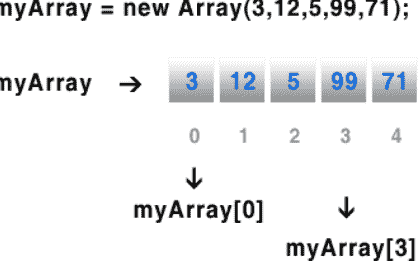 myArray = new Array(3,12,5,99,71);
myArray → 3 12 5 99 71
0 1 2 3 4
myArray[0]
myArray[3]